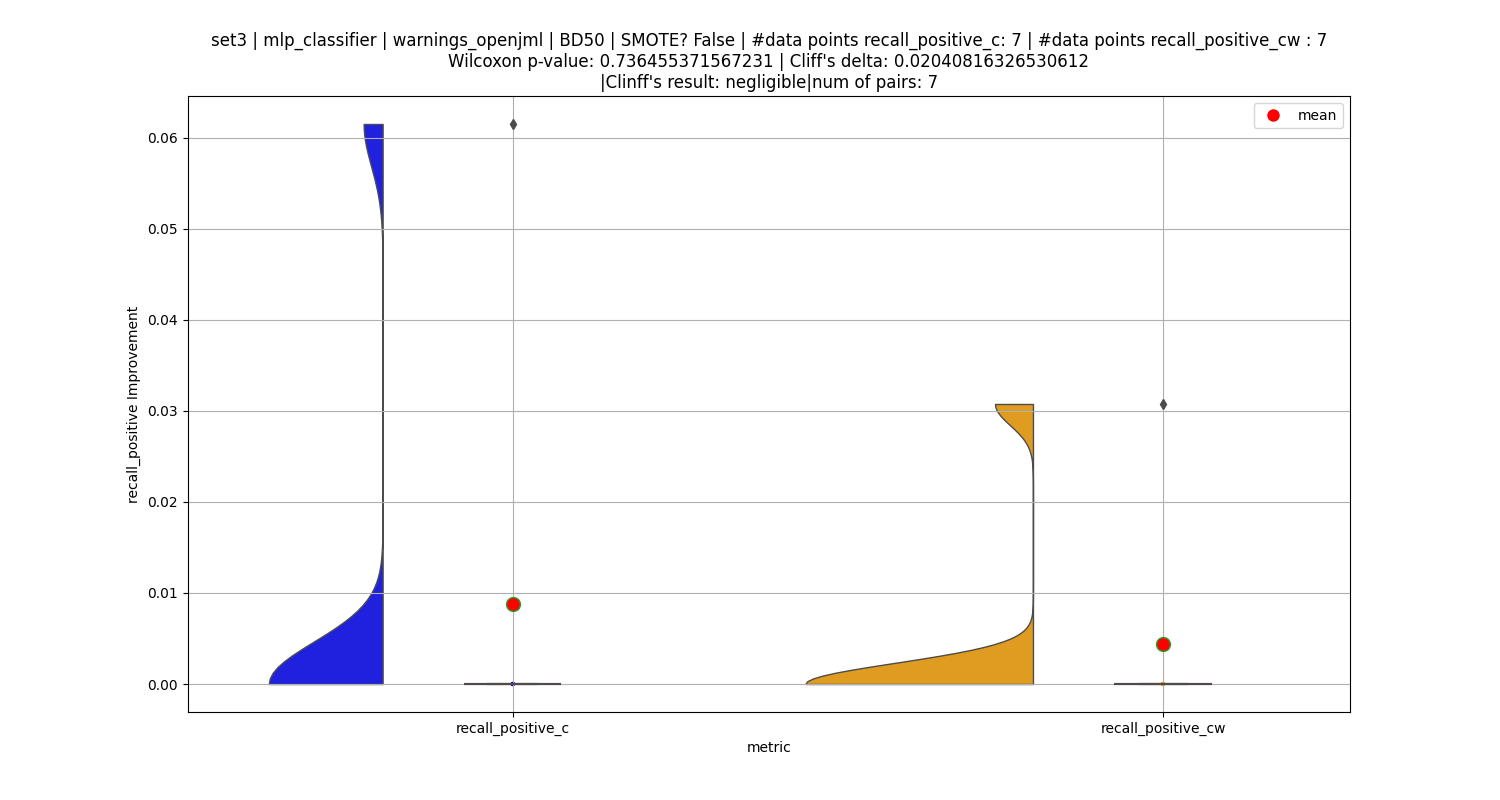 set3 | mlp_classifier | warnings_openjml | BD50 | SMOTE? False | #data points recall_positive_c: 7 | #data points recall_positive_cw : 7
Wilcoxon p-value: 0.736455371567231 | Cliff's delta: 0.02040816326530612
|Clinff's result: negligible|num of pairs: 7
mean
0.06
0.05
0.04
0.03
0.02
0.01
0.00
recall_positive Improvement
recall_positive_c
recall_positive_cw
metric